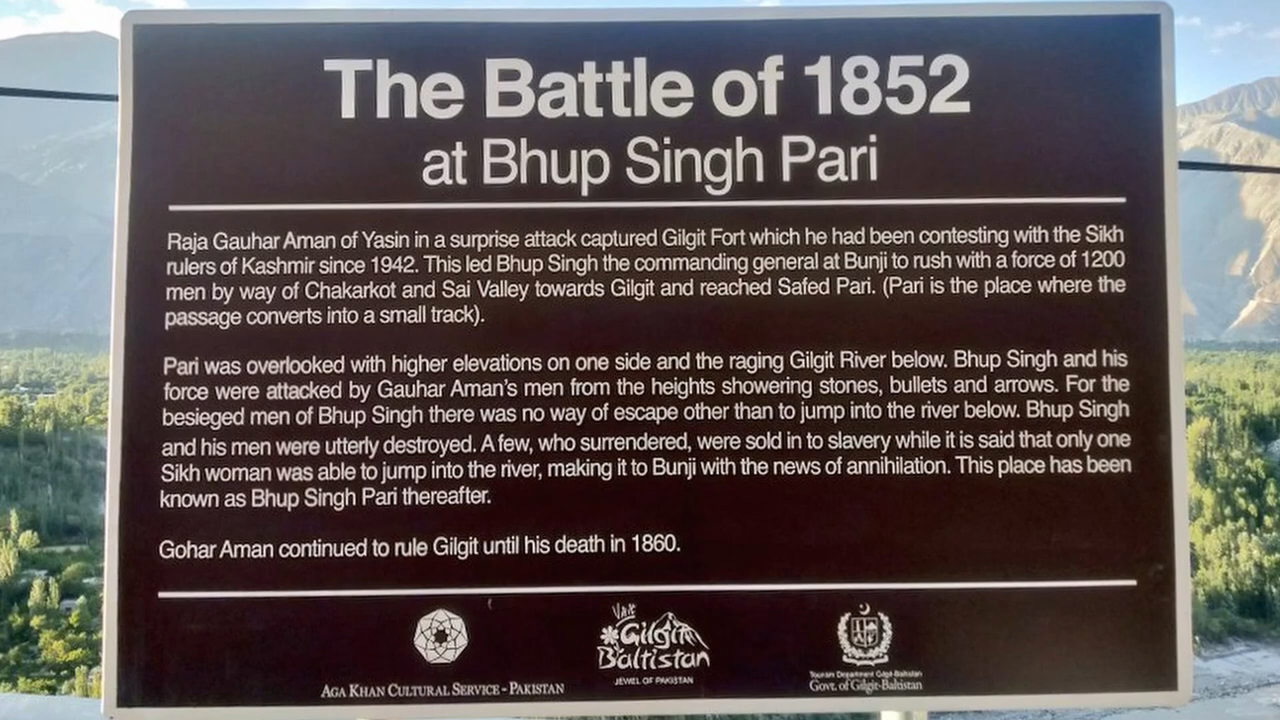 The Battle of 1852
at Bhup Singh Pari
Raja Gauhar Aman of Yasin in a surprise attack captured Gilgit Fort which he had been contesting with the Sikh
rulers of Kashmir since 1942. This led Bhup Singh the commanding general at Bunji to rush with a force of 1200
men by way of Chakarkot and Sai Valley towards Gilgit and reached Safed Pari. (Pari is the place where the
passage converts into a small track).
Pari was overlooked with higher elevations on one side and the raging Gilgit River below. Bhup Singh and his
force were attacked by Gauhar Aman's men from the heights showering stones, bullets and arrows. For the
besieged men of Bhup Singh there was no way of escape other than to jump into the river below. Bhup Singh
and his men were utterly destroyed. A few, who surrendered, were sold in to slavery while it is said that only one
Sikh woman was able to jump into the river, making it to Bunji with the news of annihilation. This place has been
known as Bhup Singh Pari thereafter.
Gohar Aman continued to rule Gilgit until his death in 1860.
Visit
Gilgit
Baltistan
JEWEL OF PAKISTAN
AGA KHAN CULTURAL SERVICE - PAKISTAN
Tourism Department Gilgit-Baltistan
Govt. of Gilgit-Baltistan